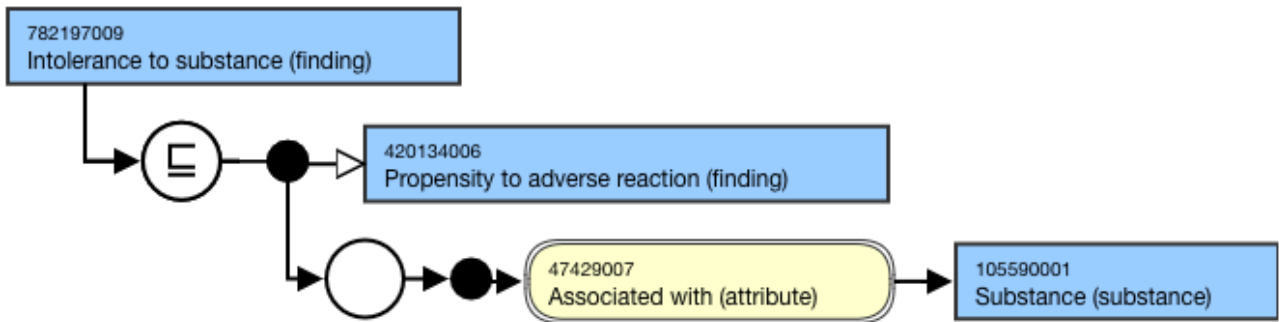 782197009
Intolerance to substance (finding)
⊑
420134006
Propensity to adverse reaction (finding)
47429007
Associated with (attribute)
105590001
Substance (substance)